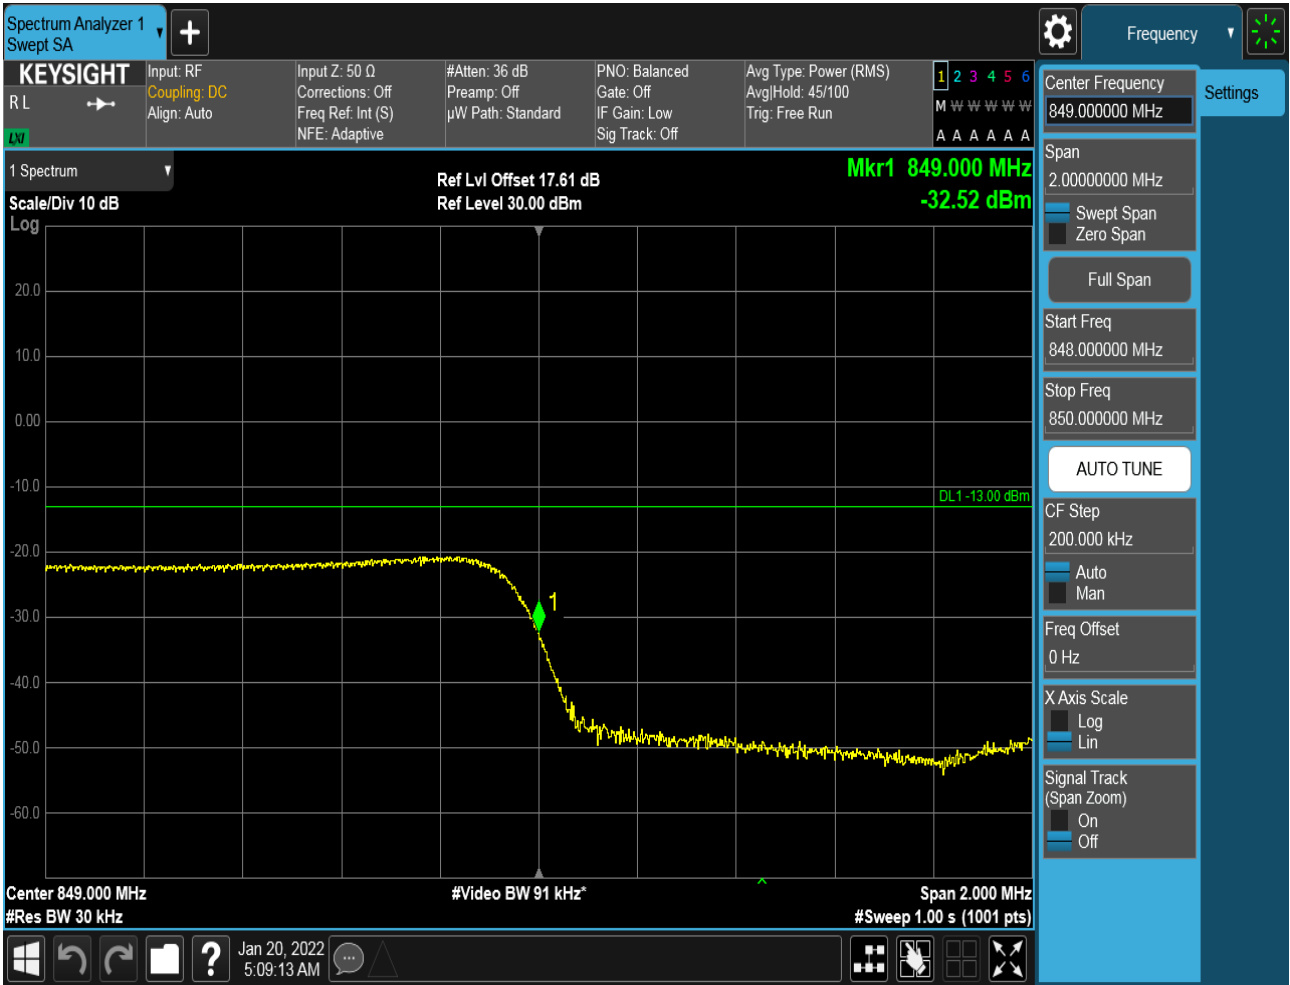 Spectrum Analyzer 1
Swept SA
Frequency
KEYSIGHT
R L
LXI
Input: RF
Coupling: DC
Align: Auto
Input Z: 50 Ω
Corrections: Off
Freq Ref: Int (S)
NFE: Adaptive
#Atten: 36 dB
Preamp: Off
µW Path: Standard
PNO: Balanced
Gate: Off
IF Gain: Low
Sig Track: Off
Avg Type: Power (RMS)
Avg|Hold: 45/100
Trig: Free Run
1 2 3 4 5 6
M W W W W W
A A A A A A
1 Spectrum
Scale/Div 10 dB
Log
Ref Lvl Offset 17.61 dB
Ref Level 30.00 dBm
Mkr1 849.000 MHz
-32.52 dBm
20.0
10.0
0.00
-10.0
-20.0
-30.0
-40.0
-50.0
-60.0
DL1 -13.00 dBm
1
Center 849.000 MHz
#Video BW 91 kHz*
Span 2.000 MHz
#Res BW 30 kHz
#Sweep 1.00 s (1001 pts)
?
Jan 20, 2022
5:09:13 AM
Center Frequency
849.000000 MHz
Settings
Span
2.00000000 MHz
Swept Span
Zero Span
Full Span
Start Freq
848.000000 MHz
Stop Freq
850.000000 MHz
AUTO TUNE
CF Step
200.000 kHz
Auto
Man
Freq Offset
0 Hz
X Axis Scale
Log
Lin
Signal Track
(Span Zoom)
On
Off